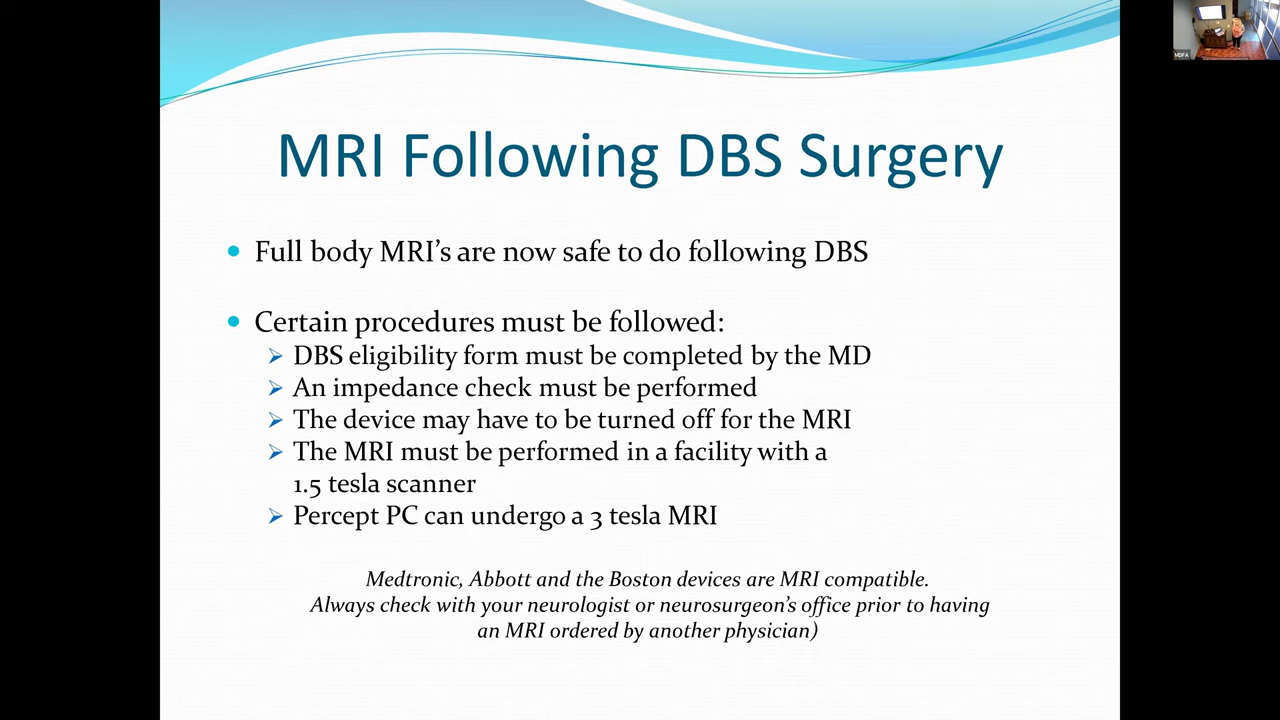 MRI Following DBS Surgery
Full body MRI's are now safe to do following DBS
Certain procedures must be followed:
DBS eligibility form must be completed by the MD
An impedance check must be performed
The device may have to be turned off for the MRI
The MRI must be performed in a facility with a
1.5 tesla scanner
Percept PC can undergo a 3 tesla MRI
Medtronic, Abbott and the Boston devices are MRI compatible.
Always check with your neurologist or neurosurgeon's office prior to having
an MRI ordered by another physician)
MDFA